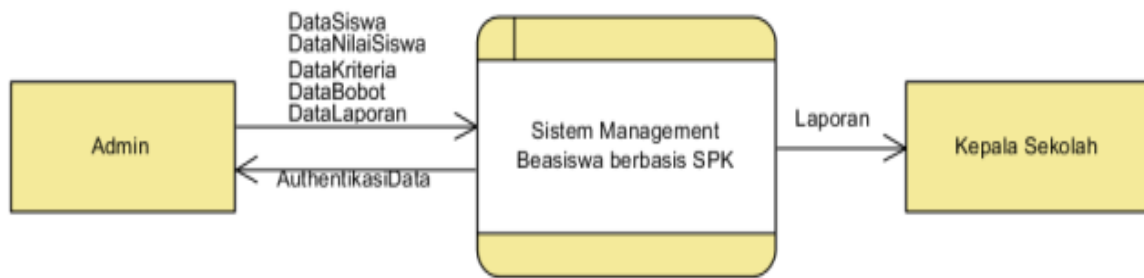 DataSiswa
DataNilaiSiswa
DataKriteria
DataBobot
DataLaporan
Admin
AuthentikasiData
Sistem Management
Beasiswa berbasis SPK
Laporan
Kepala Sekolah